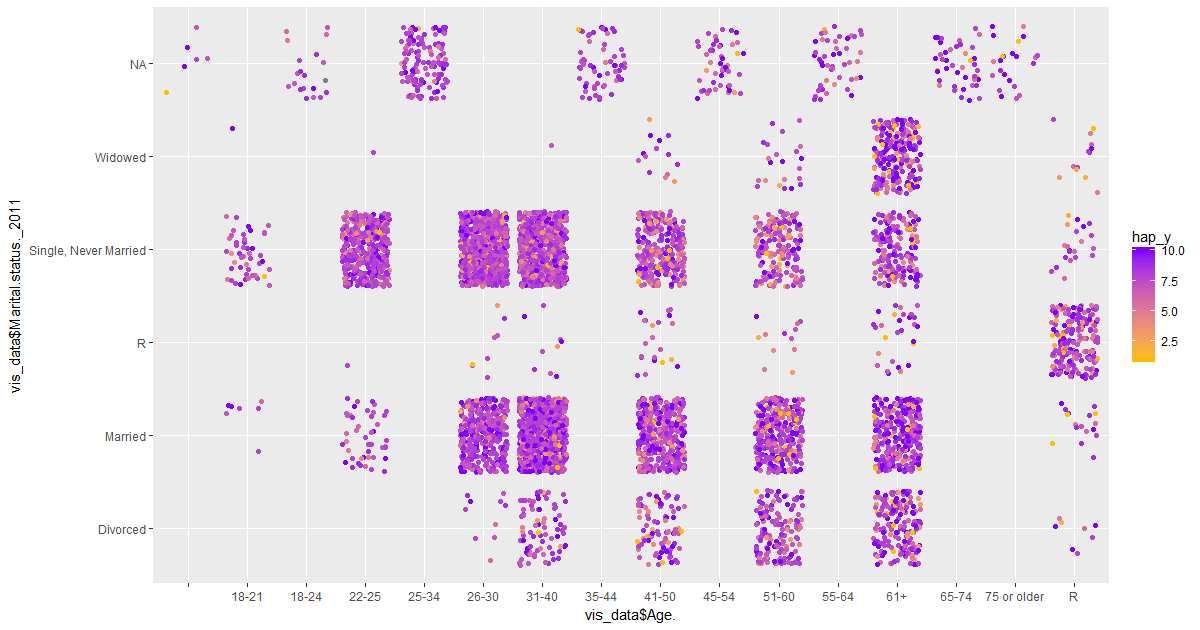 NA
Widowed
Single, Never Married
R
Married
Divorced
vis_data$Marital.status._2011
18-21
18-24
22-25
25-34
26-30
31-40
35-44
41-50
45-54
51-60
55-64
61+
65-74
75 or older
R
vis_data$Age.
hap_y
10.0
7.5
5.0
2.5